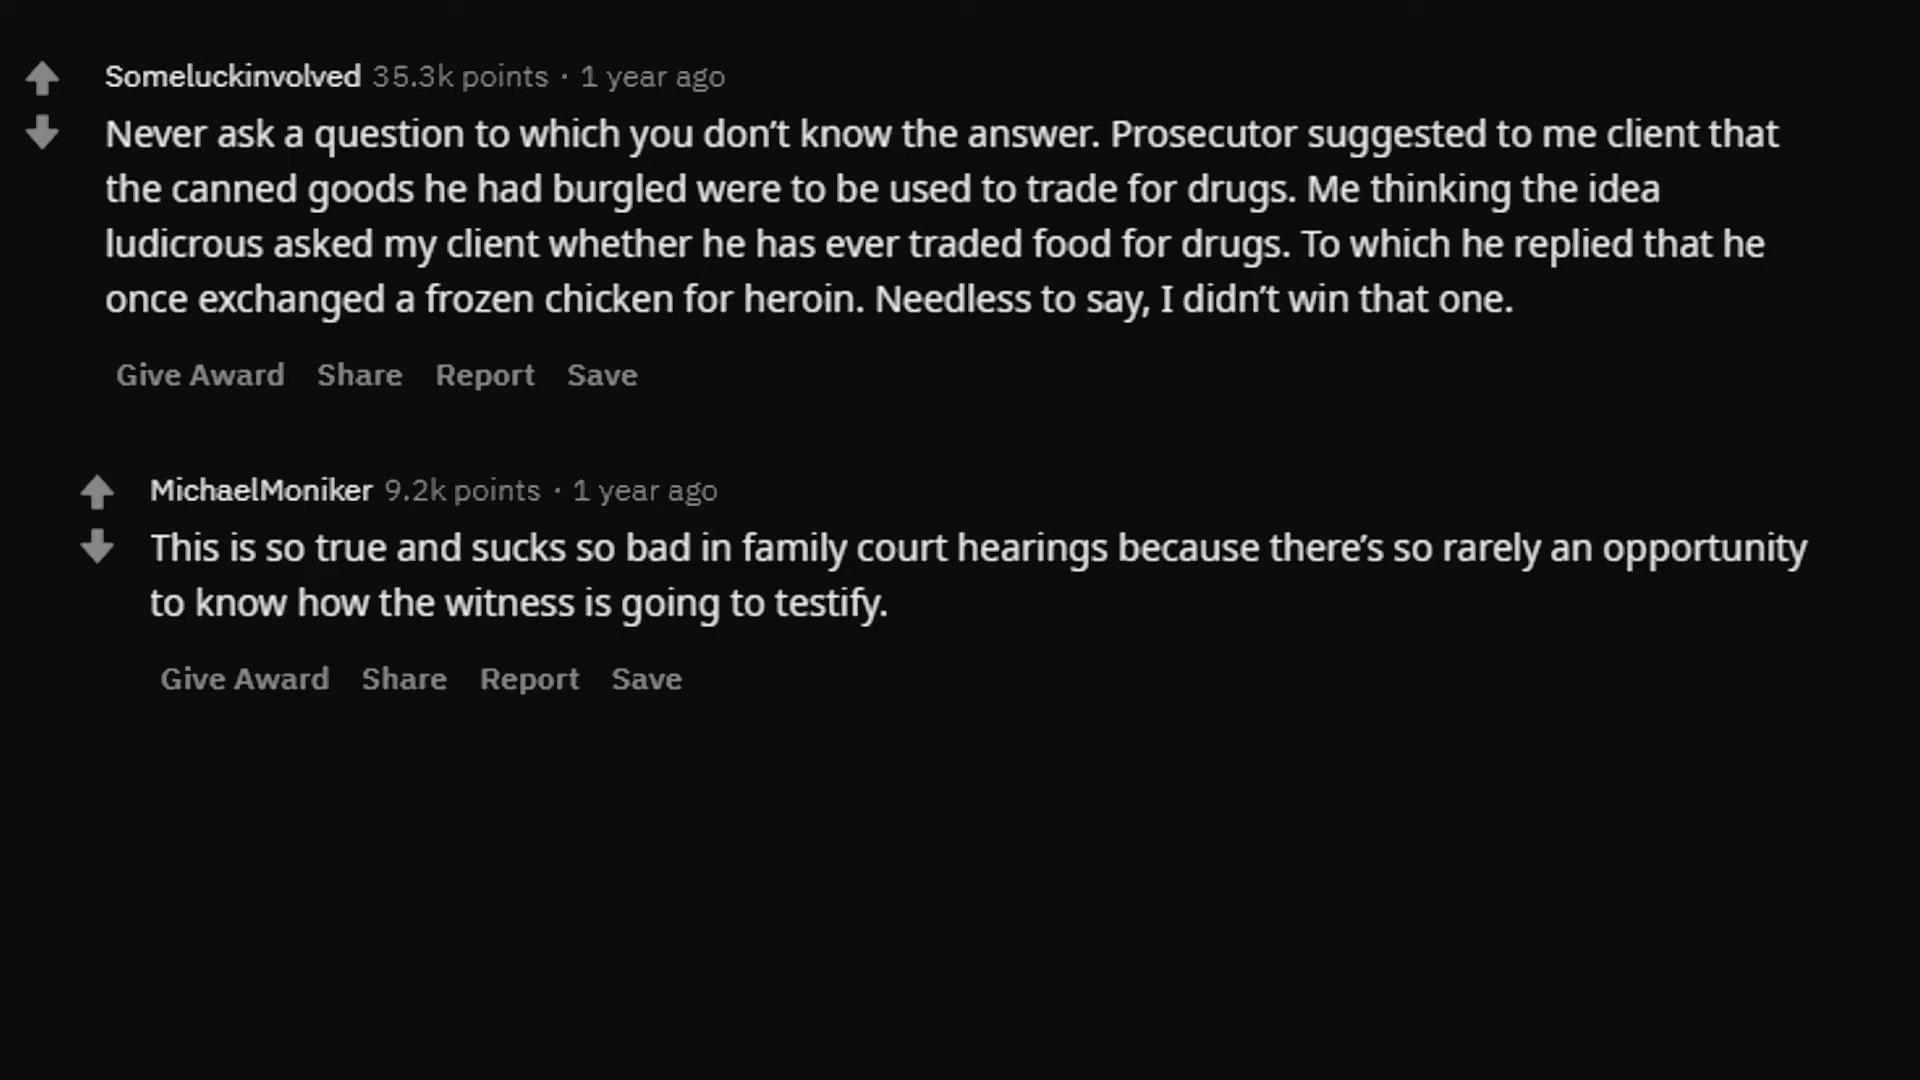 Someluckinvolved 35.3k points · 1 year ago
Never ask a question to which you don’t know the answer. Prosecutor suggested to me client that
the canned goods he had burgled were to be used to trade for drugs. Me thinking the idea
ludicrous asked my client whether he has ever traded food for drugs. To which he replied that he
once exchanged a frozen chicken for heroin. Needless to say, I didn’t win that one.
Give Award Share Report Save
MichaelMoniker 9.2k points · 1 year ago
This is so true and sucks so bad in family court hearings because there’s so rarely an opportunity
to know how the witness is going to testify.
Give Award Share Report Save